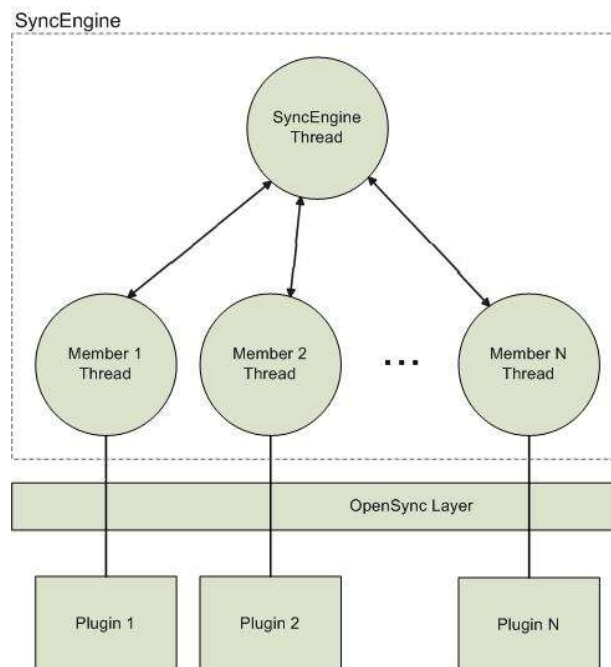 SyncEngine
SyncEngine
Thread
Member 1
Thread
Member 2
Thread
...
Member N
Thread
OpenSync Layer
Plugin 1
Plugin 2
Plugin N